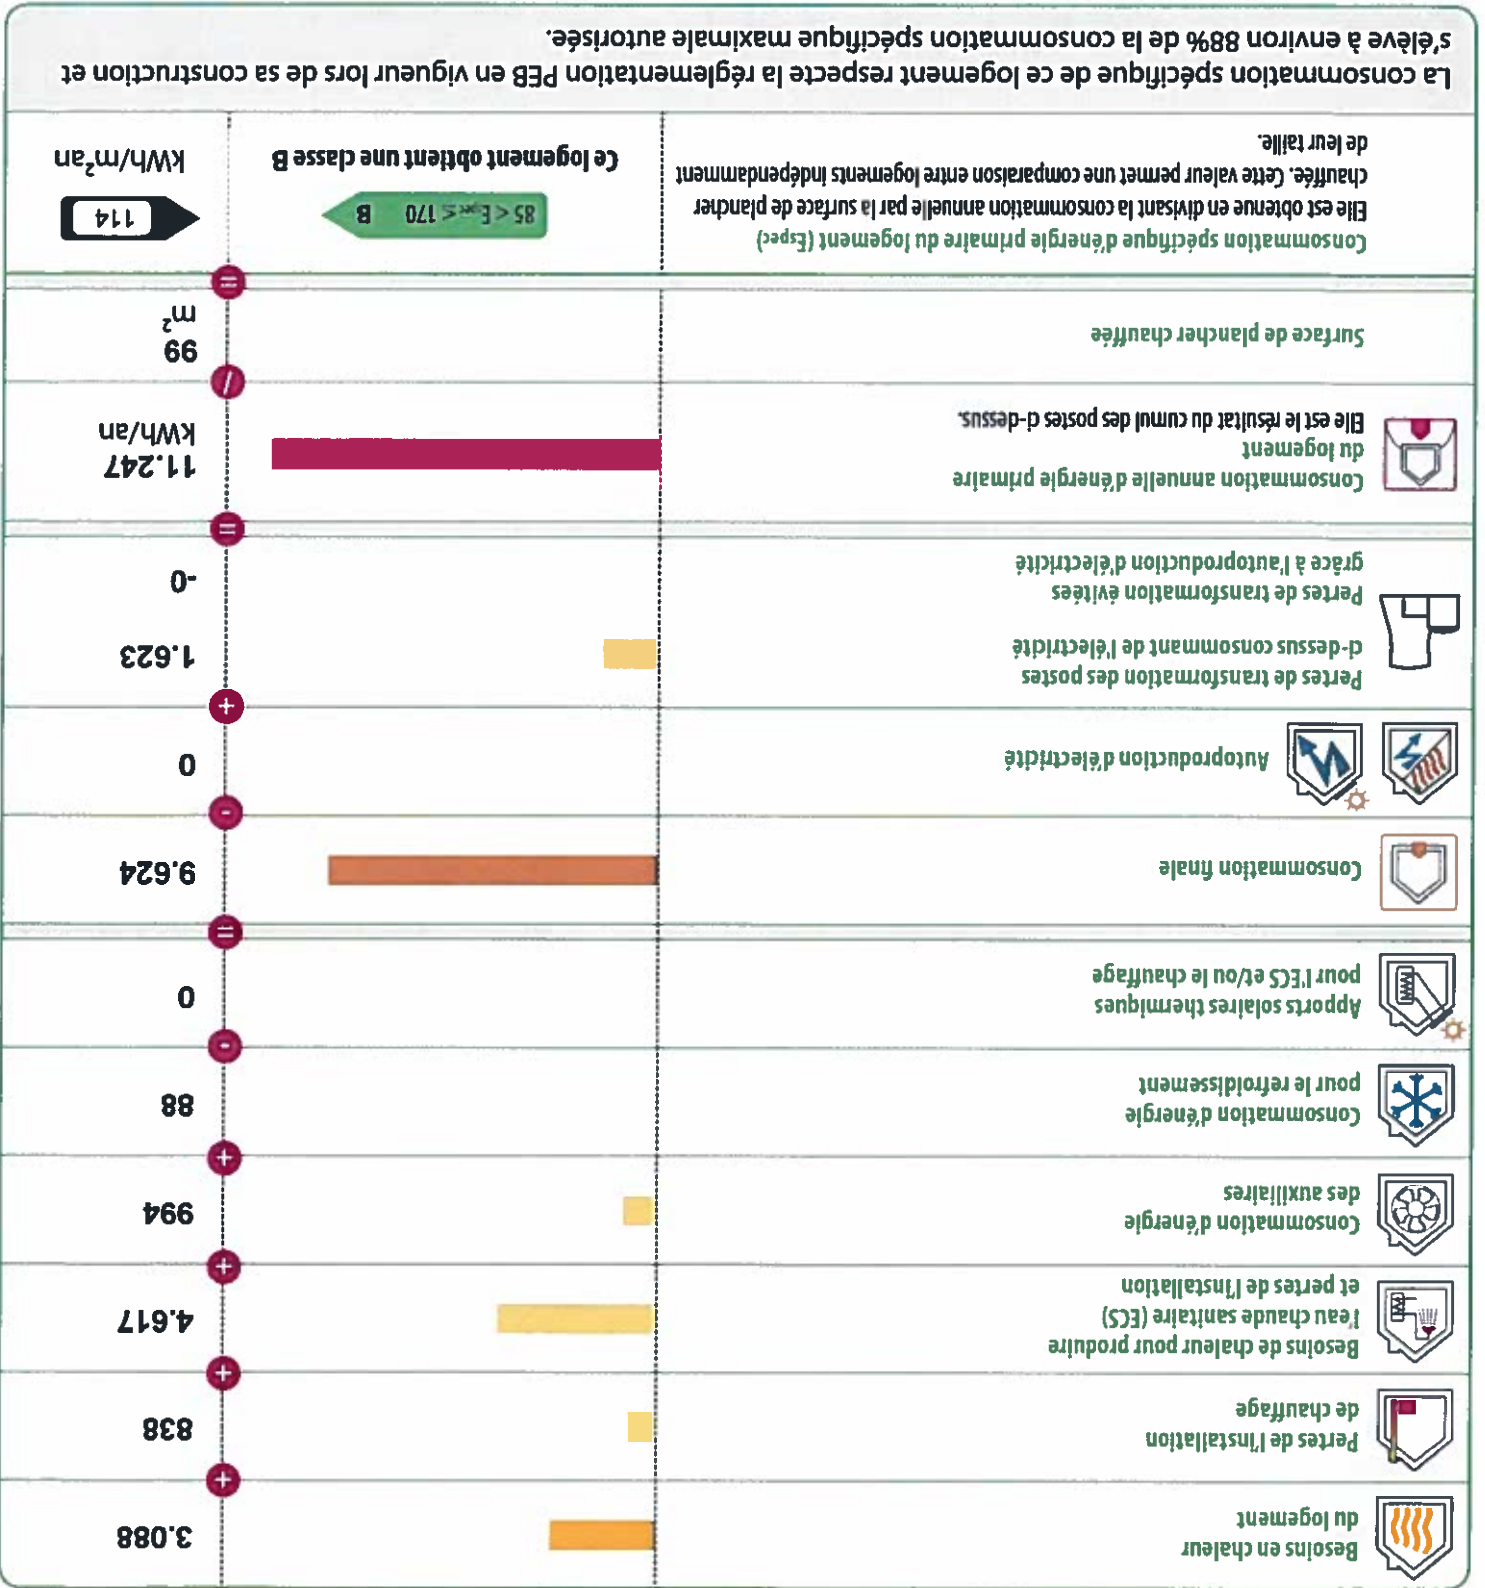 Besoins en chaleur
du logement
3.088
+
Pertes de l'installation
de chauffage
838
+
Besoins de chaleur pour produire
l'eau chaude sanitaire (ECS)
et pertes de l'installation
4.617
+
Consommation d'énergie
des auxiliaires
994
+
Consommation d'énergie
pour le refroidissement
88
-
Apports solaires thermiques
pour l'ECS et/ou le chauffage
0
=
Consommation finale
9.624
-
Autoproduction d'électricité
0
+
Pertes de transformation des postes
ci-dessus consommant de l'électricité
1.623
Pertes de transformation évitées
grâce à l'autoproduction d'électricité
-0
=
Consommation annuelle d'énergie primaire
du logement
Elle est le résultat du cumul des postes ci-dessus.
11.247
kWh/an
/
Surface de plancher chauffée
99
m²
=
Consommation spécifique d'énergie primaire du logement (Espec)
Elle est obtenue en divisant la consommation annuelle par la surface de plancher
chauffée. Cette valeur permet une comparaison entre logements indépendamment
de leur taille.
85 < Espec ≤ 170 B
Ce logement obtient une classe B
114
kWh/m²an
La consommation spécifique de ce logement respecte la réglementation PEB en vigueur lors de sa construction et
s'élève à environ 88% de la consommation spécifique maximale autorisée.